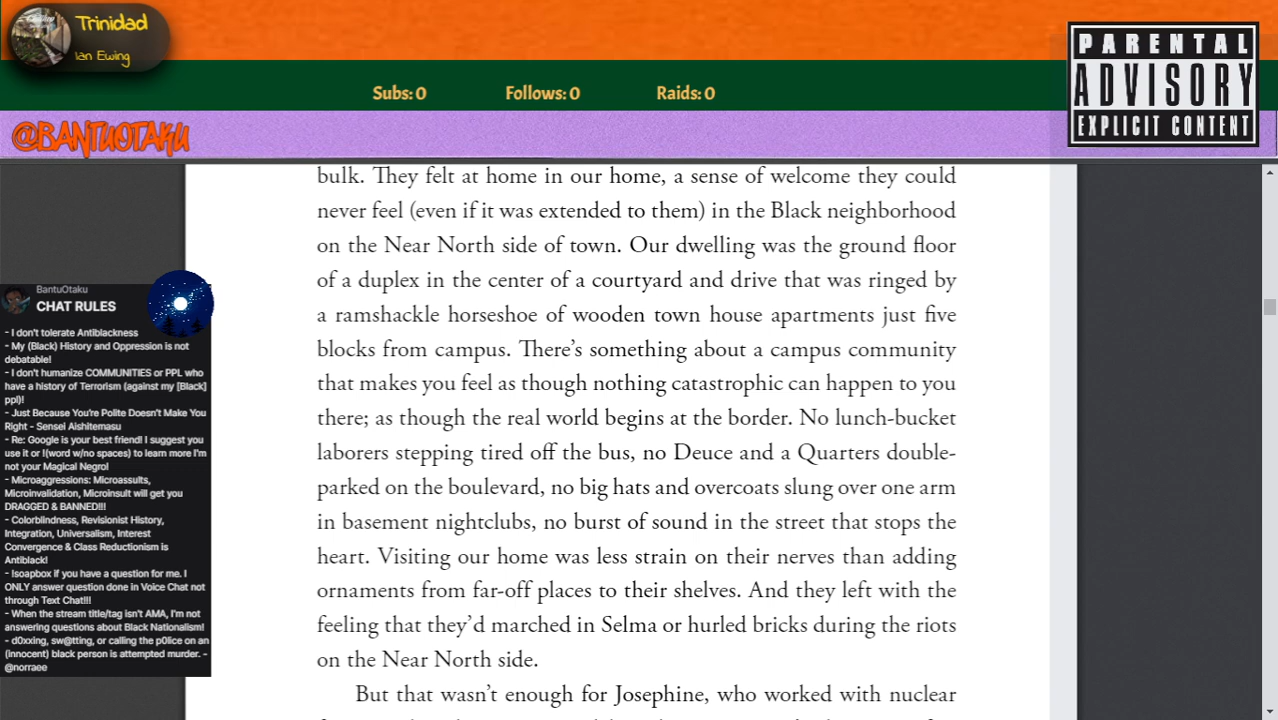 Trinidad
Ian Ewing
PARENTAL
ADVISORY
EXPLICIT CONTENT
Subs: 0 Follows: 0 Raids: 0
@BANTUOTAKU
bulk. They felt at home in our home, a sense of welcome they could
never feel (even if it was extended to them) in the Black neighborhood
on the Near North side of town. Our dwelling was the ground floor
of a duplex in the center of a courtyard and drive that was ringed by
a ramshackle horseshoe of wooden town house apartments just five
blocks from campus. There's something about a campus community
that makes you feel as though nothing catastrophic can happen to you
there; as though the real world begins at the border. No lunch-bucket
laborers stepping tired off the bus, no Deuce and a Quarters double-
parked on the boulevard, no big hats and overcoats slung over one arm
in basement nightclubs, no burst of sound in the street that stops the
heart. Visiting our home was less strain on their nerves than adding
ornaments from far-off places to their shelves. And they left with the
feeling that they'd marched in Selma or hurled bricks during the riots
on the Near North side.
But that wasn't enough for Josephine, who worked with nuclear
BantuOtaku
CHAT RULES
- I don't tolerate Antiblackness
- My (Black) History and Oppression is not
debatable!
- I don't humanize COMMUNITIES or PPL who
have a history of Terrorism (against my [Black]
ppl)!
- Just Because You're Polite Doesn't Make You
Right - Sensei Aishitemasu
- Re: Google is your best friend! I suggest you
use it or !(word w/no spaces) to learn more I'm
not your Magical Negro!
- Microaggressions: Microassults,
Microinvalidation, Microinsult will get you
DRAGGED & BANNED!!!
- Colorblindness, Revisionist History,
Integration, Universalism, Interest
Convergence & Class Reductionism is
Antiblack!
- !soapbox if you have a question for me. I
ONLY answer question done in Voice Chat not
through Text Chat!!!
- When the stream title/tag isn't AMA, I'm not
answering questions about Black Nationalism!
- d0xxing, sw@tting, or calling the p0lice on an
(innocent) black person is attempted murder. -
@norraee